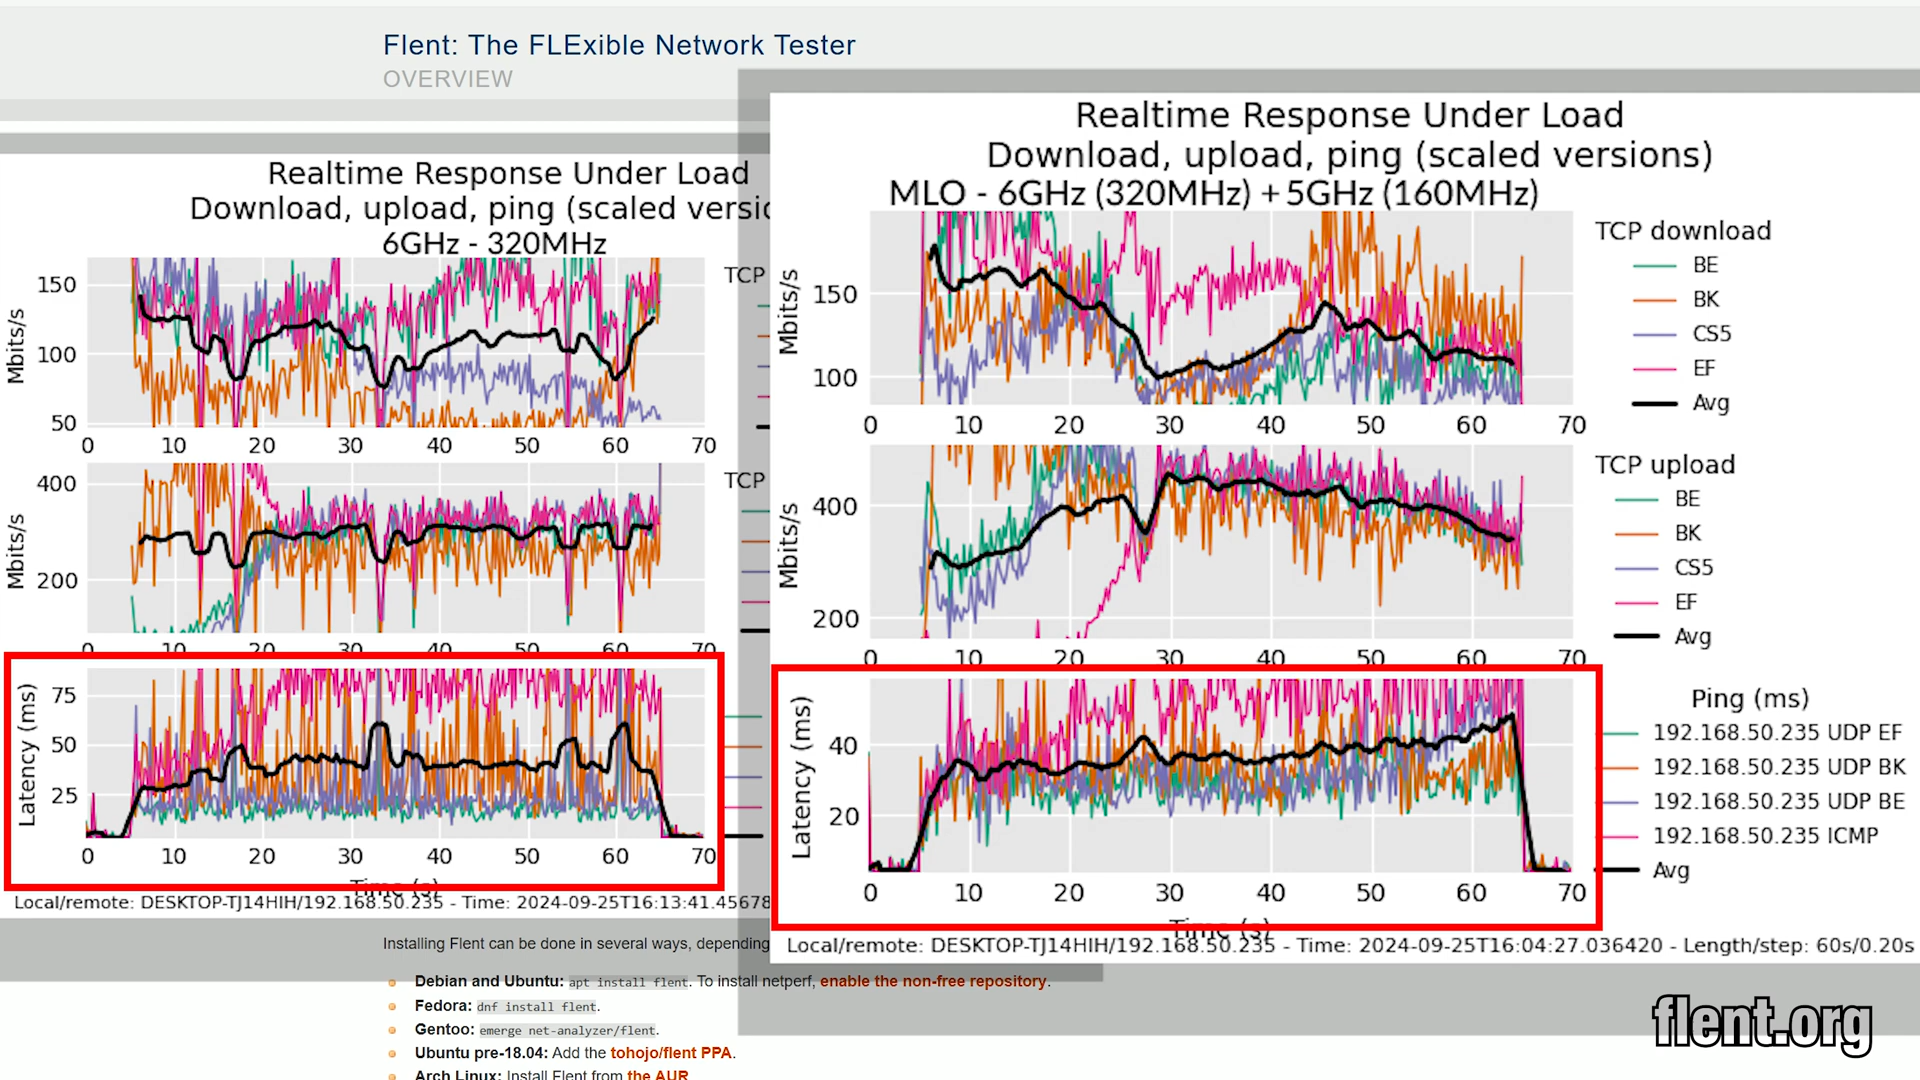 Flent: The FLExible Network Tester
OVERVIEW
Realtime Response Under Load
Download, upload, ping (scaled versio
6GHz - 320MHz
Mbits/s
150
100
50
0 10 20 30 40 50 60 70
TCP
Mbits/s
400
200
0 10 20 30 40 50 60 70
TCP
Latency (ms)
75
50
25
0 10 20 30 40 50 60 70
Time (s)
Local/remote: DESKTOP-TJ14HIH/192.168.50.235 - Time: 2024-09-25T16:13:41.45678
Realtime Response Under Load
Download, upload, ping (scaled versions)
MLO - 6GHz (320MHz) + 5GHz (160MHz)
Mbits/s
150
100
0 10 20 30 40 50 60 70
TCP download
BE
BK
CS5
EF
Avg
Mbits/s
400
200
0 10 20 30 40 50 60 70
TCP upload
BE
BK
CS5
EF
Avg
Latency (ms)
40
20
0 10 20 30 40 50 60 70
Time (s)
Ping (ms)
192.168.50.235 UDP EF
192.168.50.235 UDP BK
192.168.50.235 UDP BE
192.168.50.235 ICMP
Avg
Local/remote: DESKTOP-TJ14HIH/192.168.50.235 - Time: 2024-09-25T16:04:27.036420 - Length/step: 60s/0.20s
Installing Flent can be done in several ways, depending
Debian and Ubuntu: apt install flent. To install netperf, enable the non-free repository.
Fedora: dnf install flent.
Gentoo: emerge net-analyzer/flent.
Ubuntu pre-18.04: Add the tohojo/flent PPA.
Arch Linux: Install Flent from the AUR
flent.org